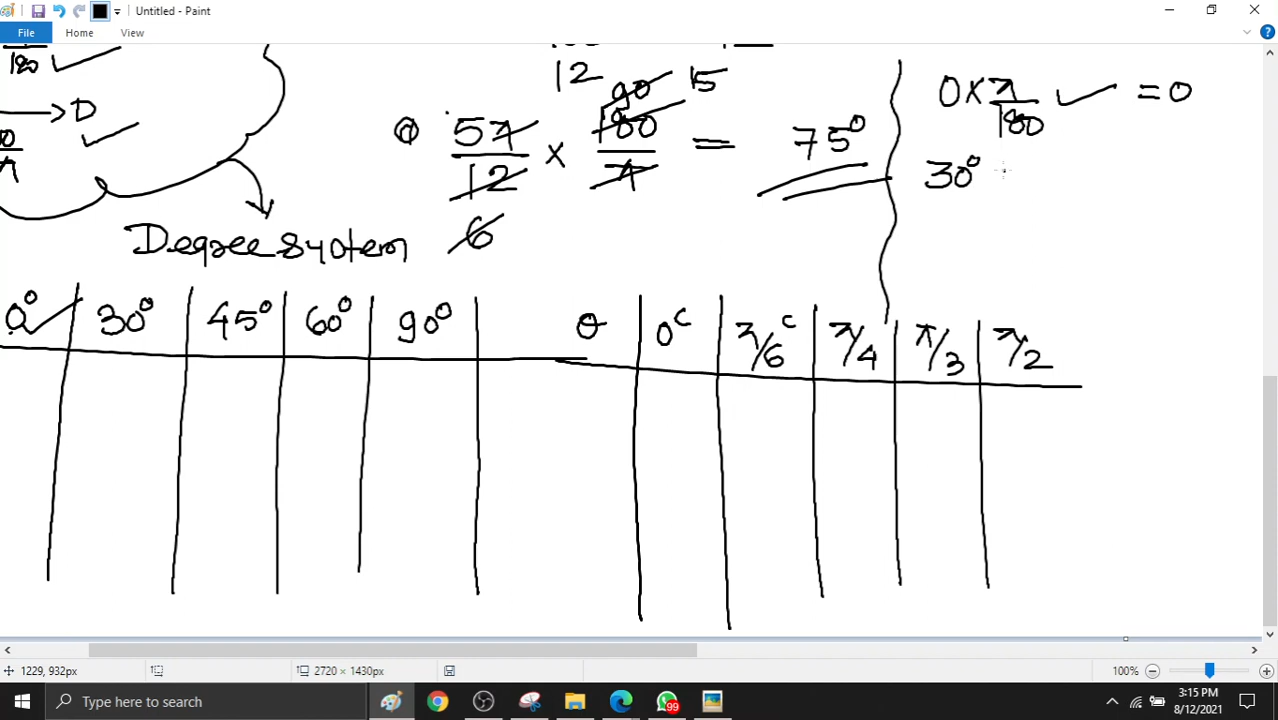 Untitled - Paint
File Home View
180
12 90 15
0×π/180 = 0
→ D
5π/12 × 180/π = 75°
30°
6
Degree system
0° 30° 45° 60° 90°
θ 0ᶜ π/6ᶜ π/4 π/3 π/2
1229, 932px
2720 × 1430px
100%
Type here to search
99
3:15 PM
8/12/2021